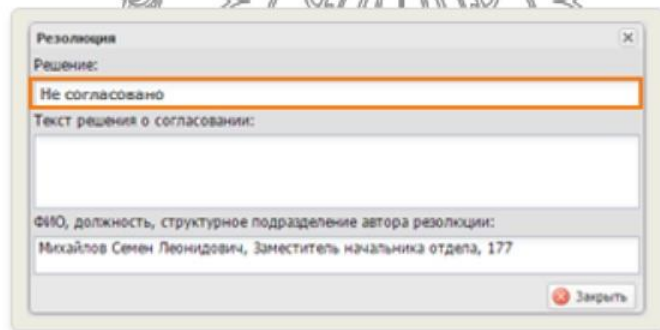 Резолюция
Решение:
Не согласовано
Текст решения о согласовании:
ФИО, должность, структурное подразделение автора резолюции:
Михайлов Семен Леонидович, Заместитель начальника отдела, 177
Закрыть